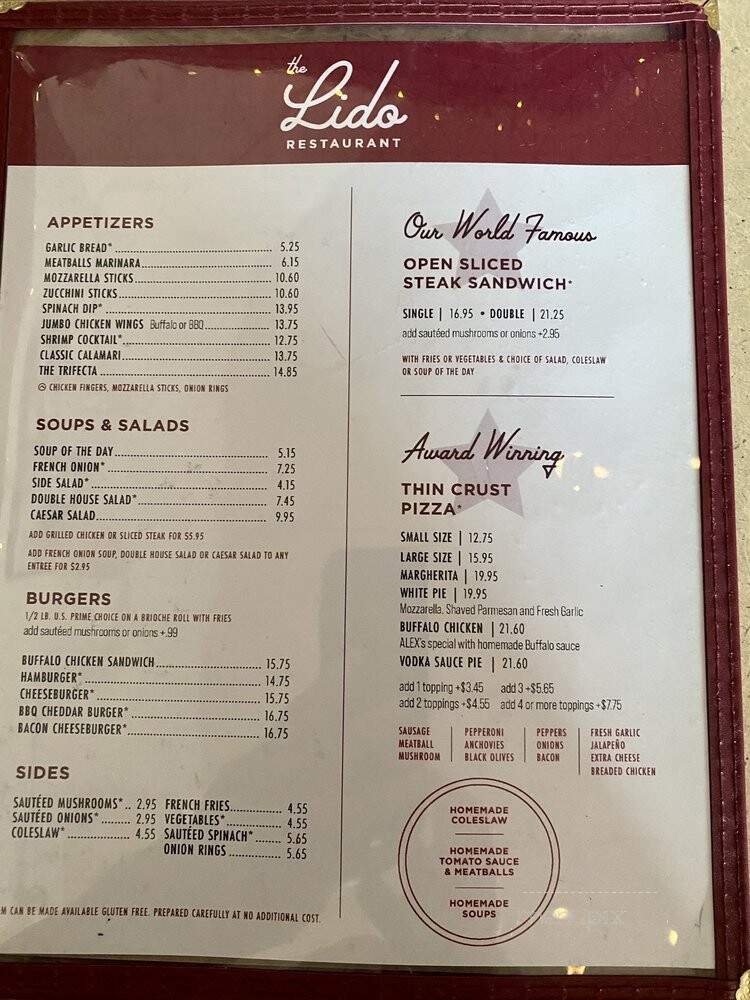 the
Lido
RESTAURANT
APPETIZERS
GARLIC BREAD* 5.25
MEATBALLS MARINARA 6.15
MOZZARELLA STICKS 10.60
ZUCCHINI STICKS 10.60
SPINACH DIP* 13.95
JUMBO CHICKEN WINGS Buffalo or BBQ 13.75
SHRIMP COCKTAIL* 12.75
CLASSIC CALAMARI 13.75
THE TRIFECTA 14.85
CHICKEN FINGERS, MOZZARELLA STICKS, ONION RINGS
SOUPS & SALADS
SOUP OF THE DAY 5.15
FRENCH ONION* 7.25
SIDE SALAD* 4.15
DOUBLE HOUSE SALAD* 7.45
CAESAR SALAD 9.95
ADD GRILLED CHICKEN OR SLICED STEAK FOR $5.95
ADD FRENCH ONION SOUP, DOUBLE HOUSE SALAD OR CAESAR SALAD TO ANY
ENTREE FOR $2.95
BURGERS
1/2 LB. U.S. PRIME CHOICE ON A BRIOCHE ROLL WITH FRIES
add sautéed mushrooms or onions +.99
BUFFALO CHICKEN SANDWICH 15.75
HAMBURGER* 14.75
CHEESEBURGER* 15.75
BBQ CHEDDAR BURGER* 16.75
BACON CHEESEBURGER* 16.75
SIDES
SAUTÉED MUSHROOMS* .. 2.95
SAUTÉED ONIONS* 2.95
COLESLAW* 4.55
FRENCH FRIES 4.55
VEGETABLES* 4.55
SAUTÉED SPINACH* 5.65
ONION RINGS 5.65
M CAN BE MADE AVAILABLE GLUTEN FREE. PREPARED CAREFULLY AT NO ADDITIONAL COST.
Our World Famous
OPEN SLICED
STEAK SANDWICH*
SINGLE | 16.95 • DOUBLE | 21.25
add sautéed mushrooms or onions +2.95
WITH FRIES OR VEGETABLES & CHOICE OF SALAD, COLESLAW
OR SOUP OF THE DAY
Award Winning
THIN CRUST
PIZZA*
SMALL SIZE | 12.75
LARGE SIZE | 15.95
MARGHERITA | 19.95
WHITE PIE | 19.95
Mozzarella, Shaved Parmesan and Fresh Garlic
BUFFALO CHICKEN | 21.60
ALEX's special with homemade Buffalo sauce
VODKA SAUCE PIE | 21.60
add 1 topping +$3.45 add 3 +$5.65
add 2 toppings +$4.55 add 4 or more toppings +$7.75
SAUSAGE
MEATBALL
MUSHROOM
PEPPERONI
ANCHOVIES
BLACK OLIVES
PEPPERS
ONIONS
BACON
FRESH GARLIC
JALAPEÑO
EXTRA CHEESE
BREADED CHICKEN
HOMEMADE
COLESLAW
HOMEMADE
TOMATO SAUCE
& MEATBALLS
HOMEMADE
SOUPS